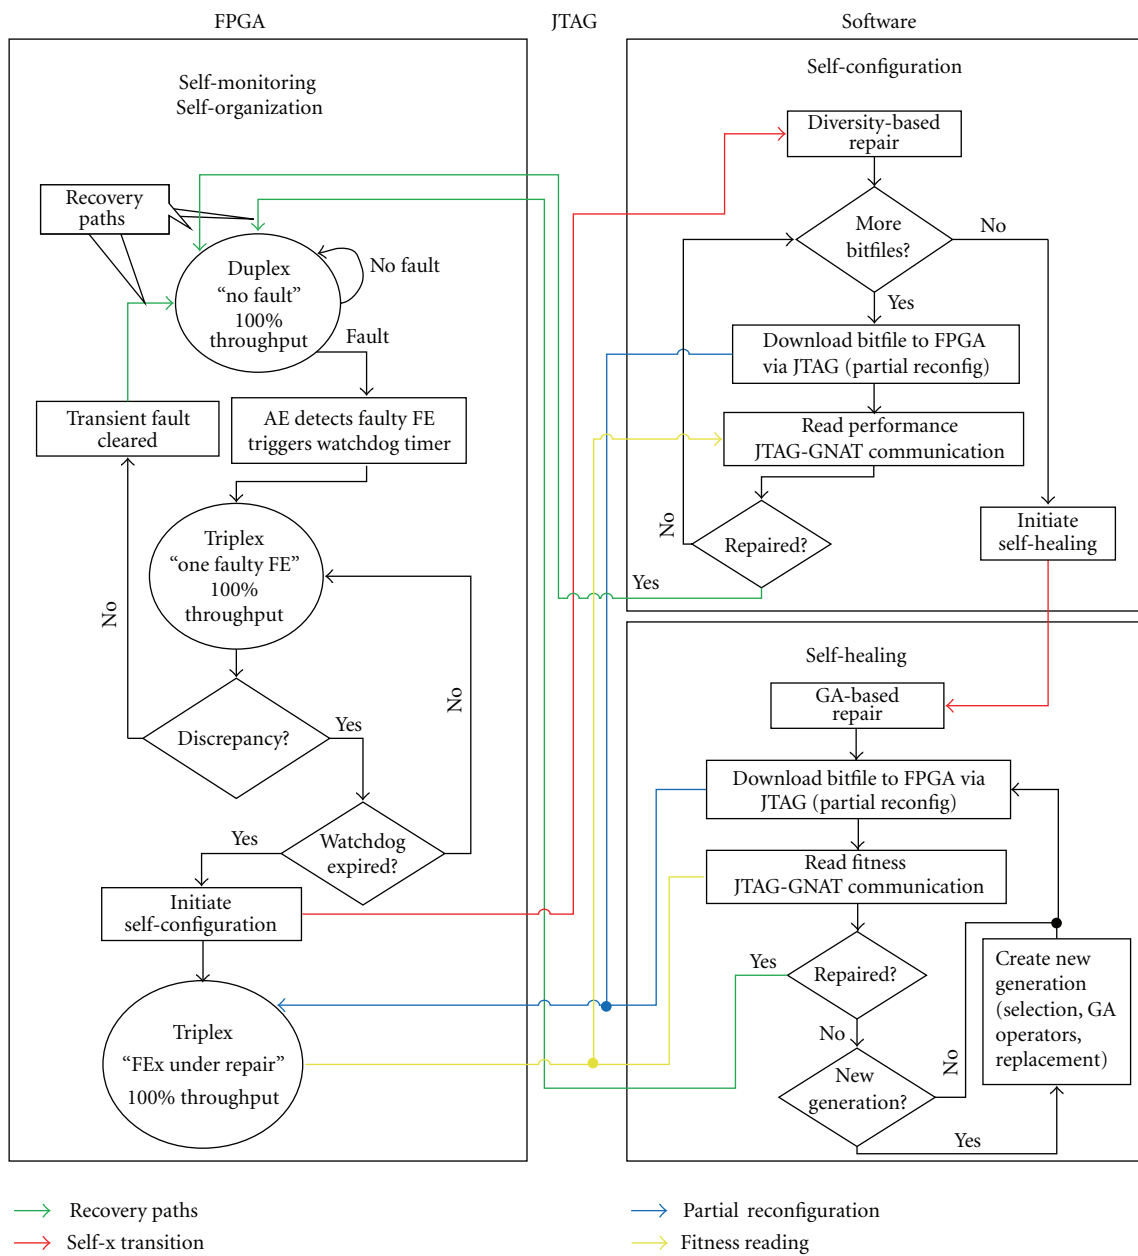 FPGA
JTAG
Software
Self-monitoring
Self-organization
Recovery
paths
Duplex
“no fault”
100%
throughput
No fault
Fault
Transient fault
cleared
AE detects faulty FE
triggers watchdog timer
Triplex
“one faulty FE”
100%
throughput
No
No
Discrepancy?
Yes
Watchdog
expired?
Yes
Initiate
self-configuration
Triplex
“FEx under repair”
100% throughput
Self-configuration
Diversity-based
repair
More
bitfiles?
No
Yes
Download bitfile to FPGA
via JTAG (partial reconfig)
Read performance
JTAG-GNAT communication
No
Repaired?
Yes
Initiate
self-healing
Self-healing
GA-based
repair
Download bitfile to FPGA via
JTAG (partial reconfig)
Read fitness
JTAG-GNAT communication
Yes
Repaired?
No
New
generation?
No
Yes
Create new
generation
(selection, GA
operators,
replacement)
Recovery paths
Self-x transition
Partial reconfiguration
Fitness reading